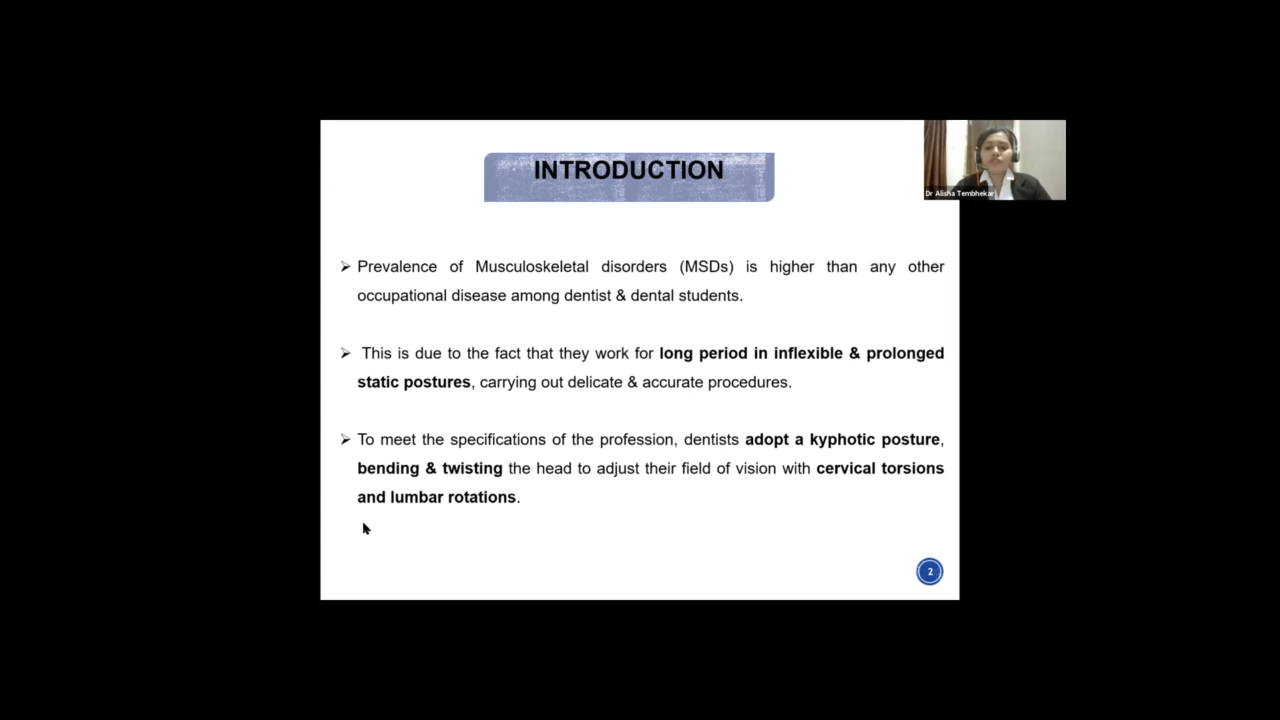 INTRODUCTION
Dr Alisha Tembhekar
Prevalence of Musculoskeletal disorders (MSDs) is higher than any other
occupational disease among dentist & dental students.
This is due to the fact that they work for long period in inflexible & prolonged
static postures, carrying out delicate & accurate procedures.
To meet the specifications of the profession, dentists adopt a kyphotic posture,
bending & twisting the head to adjust their field of vision with cervical torsions
and lumbar rotations.
2